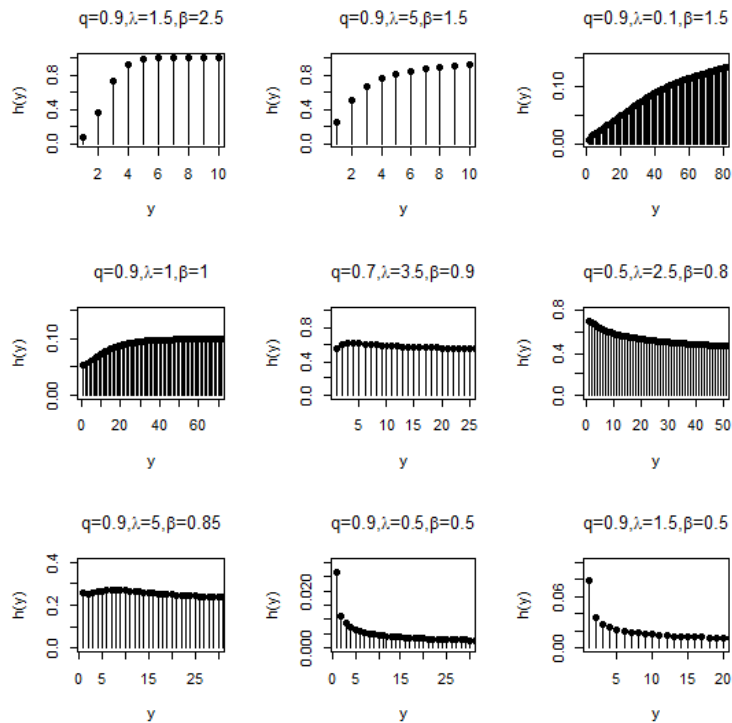 q=0.9,λ=1.5,β=2.5
h(y)
0.0 0.4 0.8
2 4 6 8 10
y
q=0.9,λ=5,β=1.5
h(y)
0.0 0.4 0.8
2 4 6 8 10
y
q=0.9,λ=0.1,β=1.5
h(y)
0.00 0.10
0 20 40 60 80
y
q=0.9,λ=1,β=1
h(y)
0.00 0.10
0 20 40 60
y
q=0.7,λ=3.5,β=0.9
h(y)
0.0 0.4 0.8
5 10 15 20 25
y
q=0.5,λ=2.5,β=0.8
h(y)
0.0 0.4 0.8
0 10 20 30 40 50
y
q=0.9,λ=5,β=0.85
h(y)
0.0 0.2 0.4
0 5 15 25
y
q=0.9,λ=0.5,β=0.5
h(y)
0.000 0.020
0 5 15 25
y
q=0.9,λ=1.5,β=0.5
h(y)
0.00 0.06
5 10 15 20
y